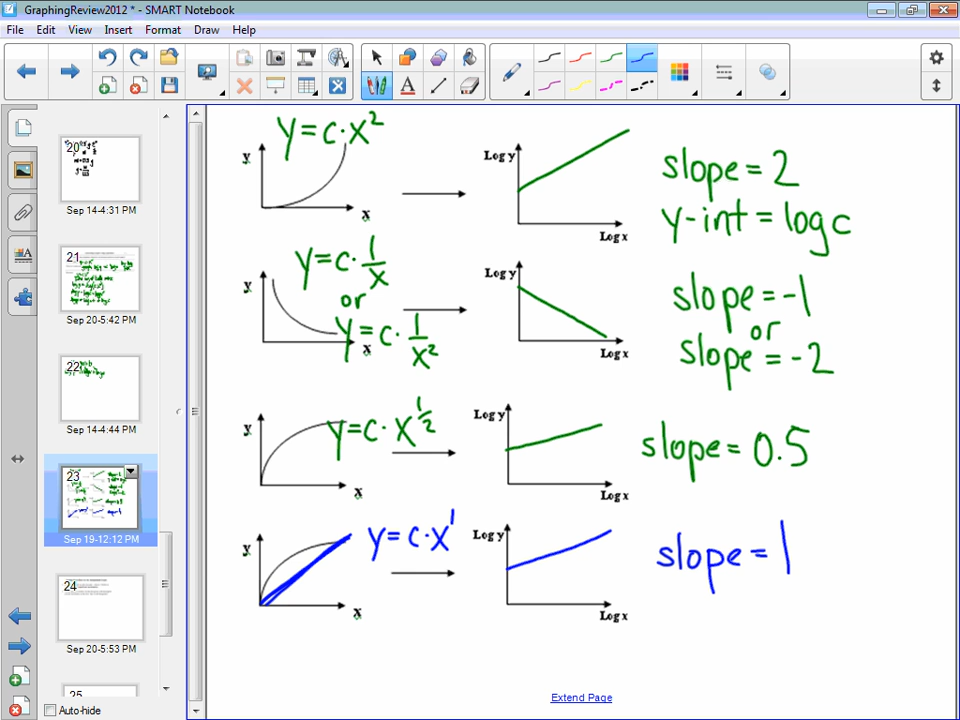 GraphingReview2012 * - SMART Notebook
File Edit View Insert Format Draw Help
20
Sep 14-4:31 PM
21
Sep 20-5:42 PM
22
Sep 14-4:44 PM
23
Sep 19-12:12 PM
24
Sep 20-5:53 PM
25
Auto-hide
y = c·x²
y
x
Log y
Log x
slope = 2
y-int = log c
y = c · 1/x
or
y = c · 1/x²
y
x
Log y
Log x
slope = -1
or
slope = -2
y = c · x^1/2
y
x
Log y
Log x
slope = 0.5
y = c·x¹
y
x
Log y
Log x
slope = 1
Extend Page